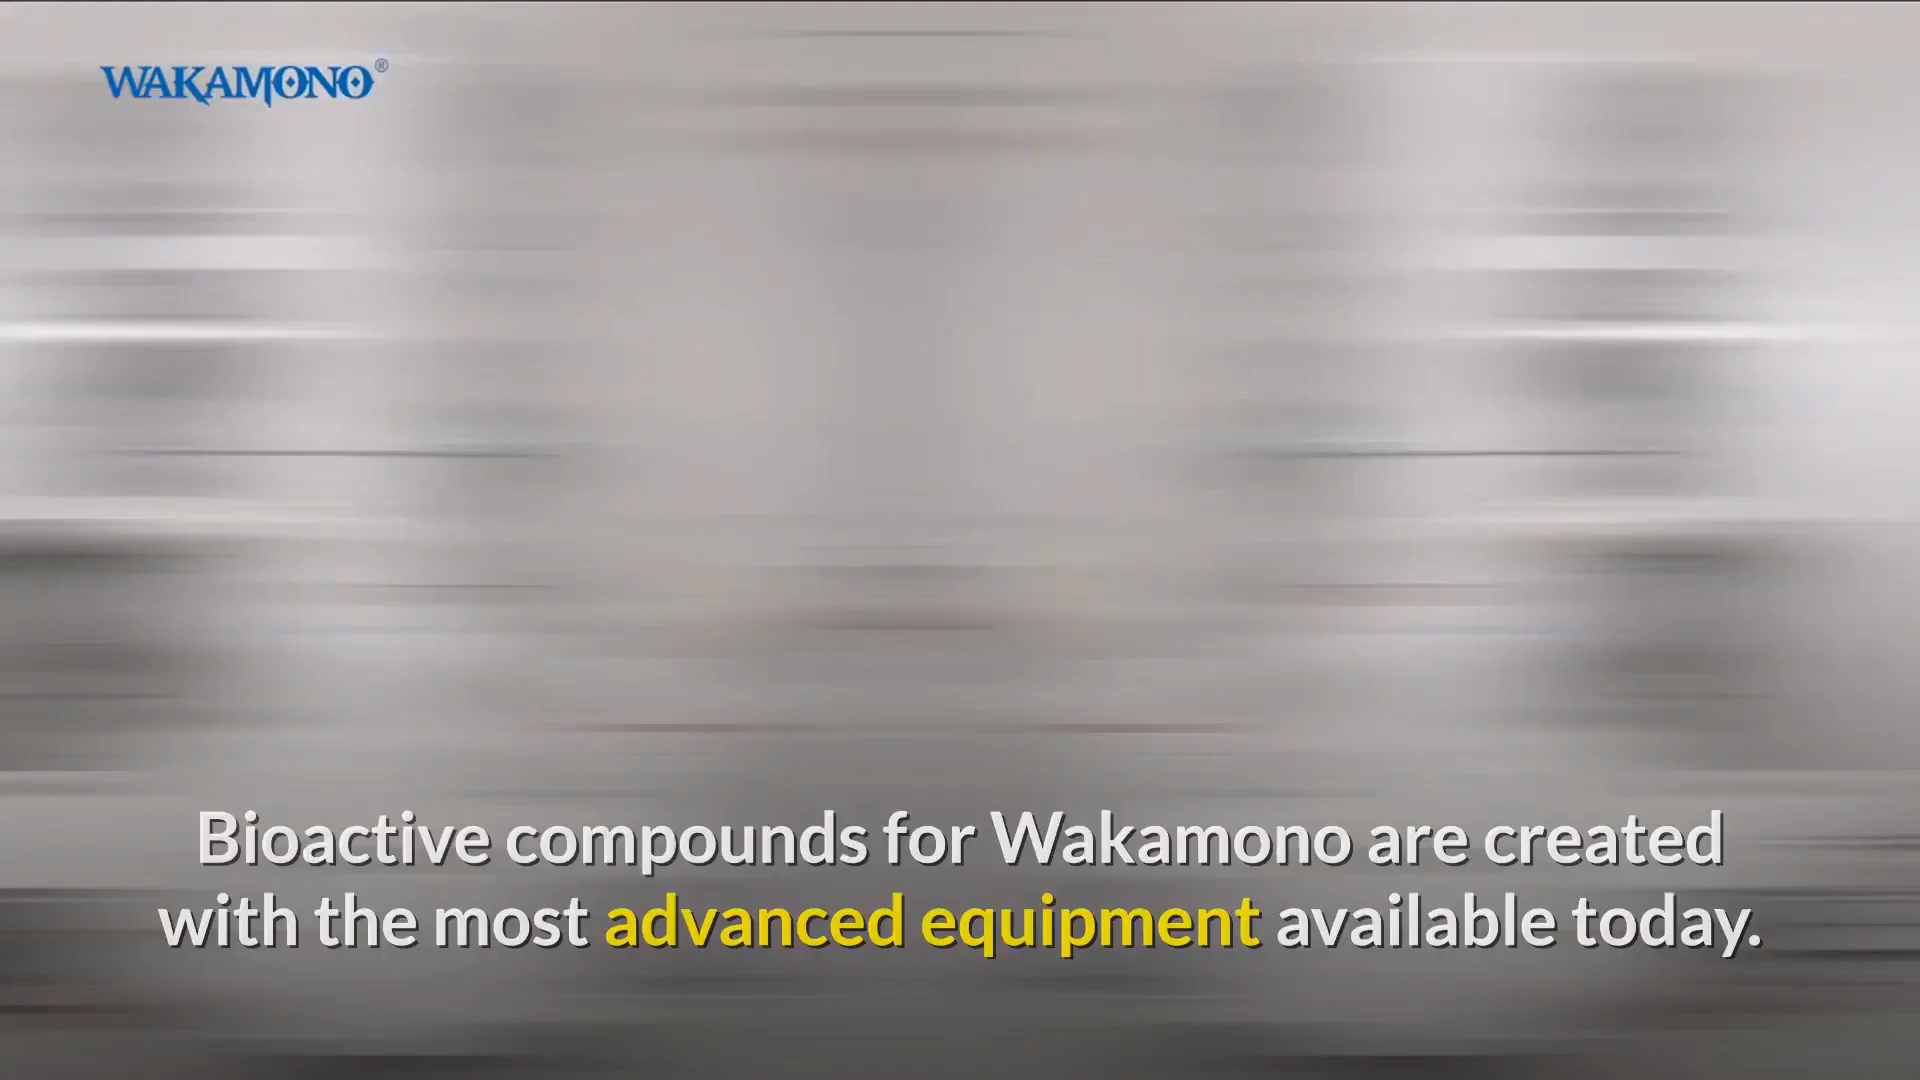 WAKAMONO®
Bioactive compounds for Wakamono are created
with the most advanced equipment available today.